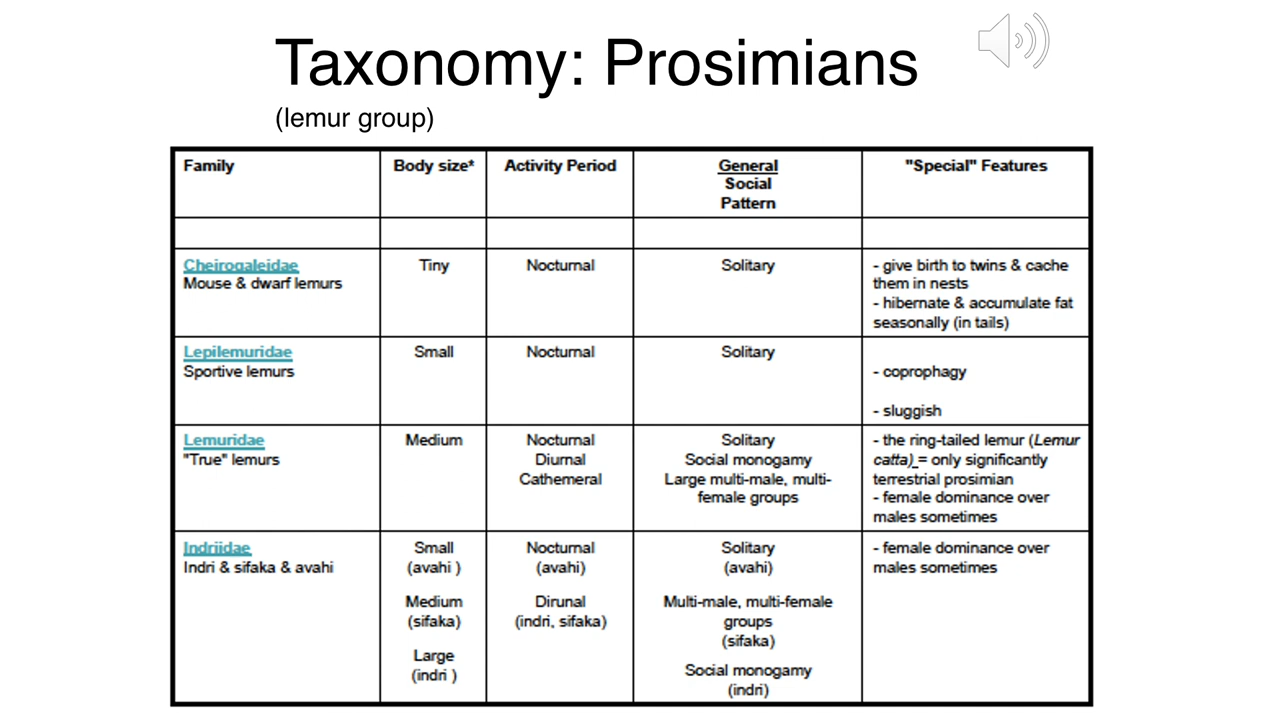 Taxonomy: Prosimians
(lemur group)
Family
Body size*
Activity Period
General
Social
Pattern
"Special" Features
Cheirogaleidae
Mouse & dwarf lemurs
Tiny
Nocturnal
Solitary
- give birth to twins & cache
them in nests
- hibernate & accumulate fat
seasonally (in tails)
Lepilemuridae
Sportive lemurs
Small
Nocturnal
Solitary
- coprophagy
- sluggish
Lemuridae
"True" lemurs
Medium
Nocturnal
Diurnal
Cathemeral
Solitary
Social monogamy
Large multi-male, multi-
female groups
- the ring-tailed lemur (Lemur
catta) = only significantly
terrestrial prosimian
- female dominance over
males sometimes
Indriidae
Indri & sifaka & avahi
Small
(avahi )
Medium
(sifaka)
Large
(indri )
Nocturnal
(avahi)
Dirunal
(indri, sifaka)
Solitary
(avahi)
Multi-male, multi-female
groups
(sifaka)
Social monogamy
(indri)
- female dominance over
males sometimes